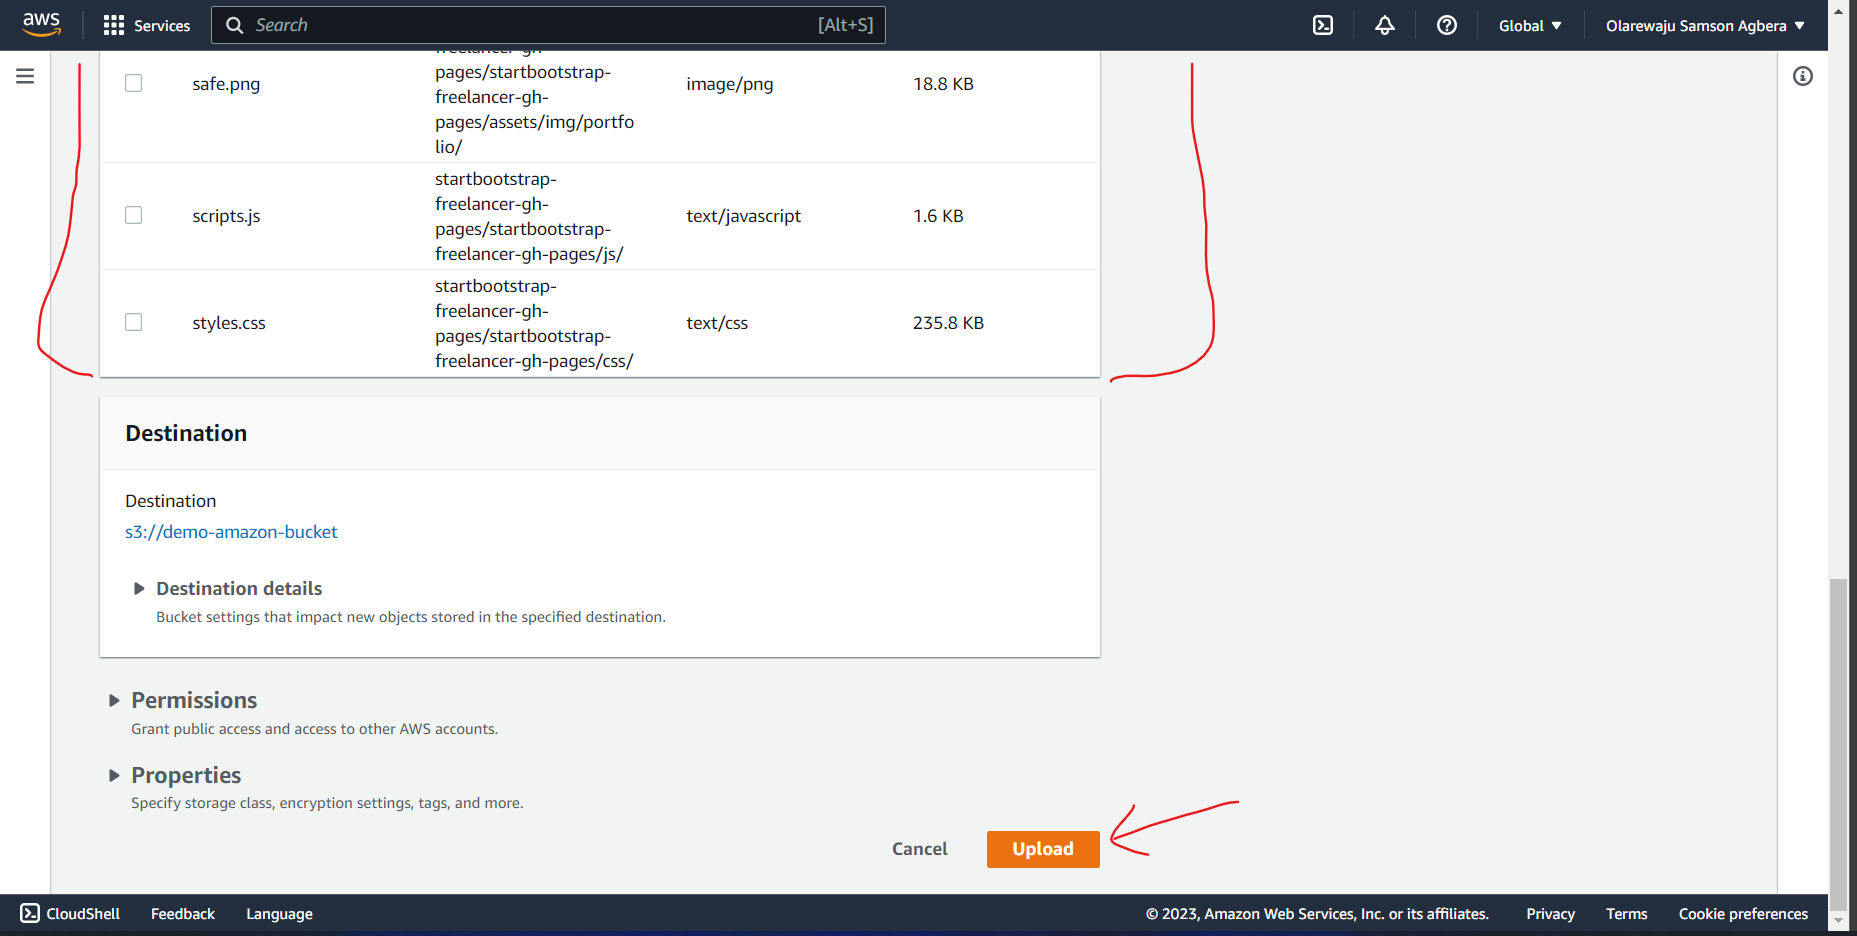 aws
Services
Search
[Alt+S]
Global
Olarewaju Samson Agbera
freelancer-gh-
safe.png
pages/startbootstrap-
freelancer-gh-
pages/assets/img/portfo
lio/
image/png
18.8 KB
scripts.js
startbootstrap-
freelancer-gh-
pages/startbootstrap-
freelancer-gh-pages/js/
text/javascript
1.6 KB
styles.css
startbootstrap-
freelancer-gh-
pages/startbootstrap-
freelancer-gh-pages/css/
text/css
235.8 KB
Destination
Destination
s3://demo-amazon-bucket
Destination details
Bucket settings that impact new objects stored in the specified destination.
Permissions
Grant public access and access to other AWS accounts.
Properties
Specify storage class, encryption settings, tags, and more.
Cancel
Upload
CloudShell
Feedback
Language
© 2023, Amazon Web Services, Inc. or its affiliates.
Privacy
Terms
Cookie preferences